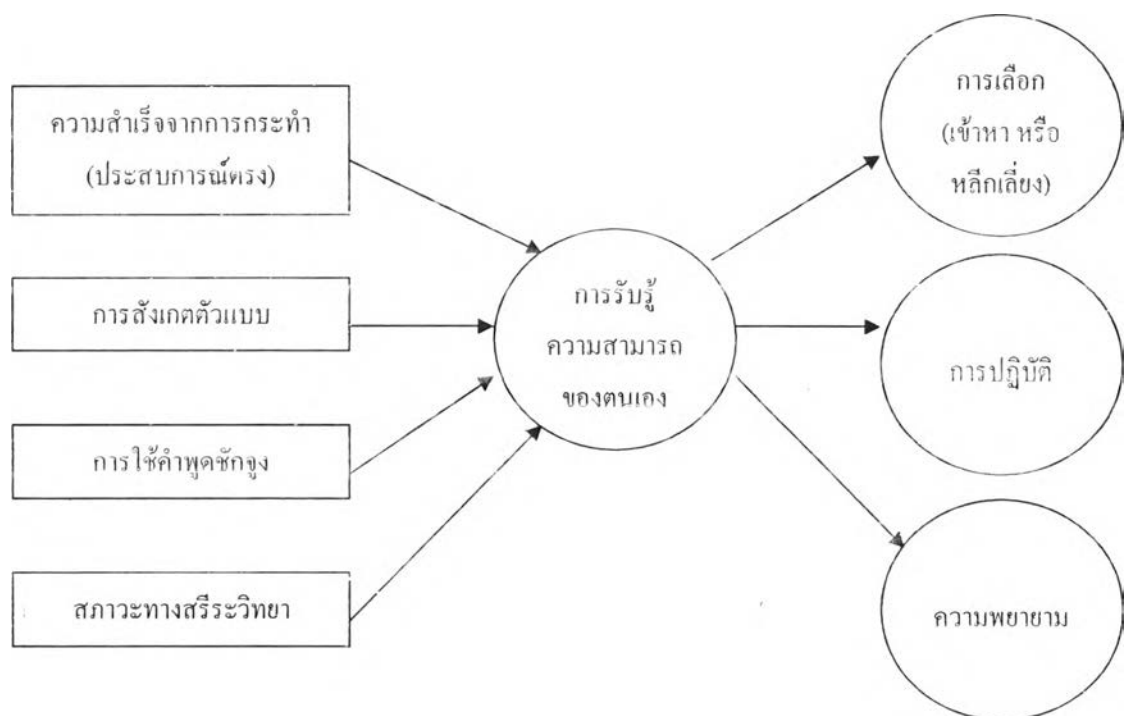 ความสำเร็จจากการกระทำ
(ประสบการณ์ตรง)
การสังเกตตัวแบบ
การใช้คำพูดชักจูง
สภาวะทางสรีระวิทยา
การรับรู้
ความสามารถ
ของตนเอง
การเลือก
(เข้าหา หรือ
หลีกเลี่ยง)
การปฏิบัติ
ความพยายาม